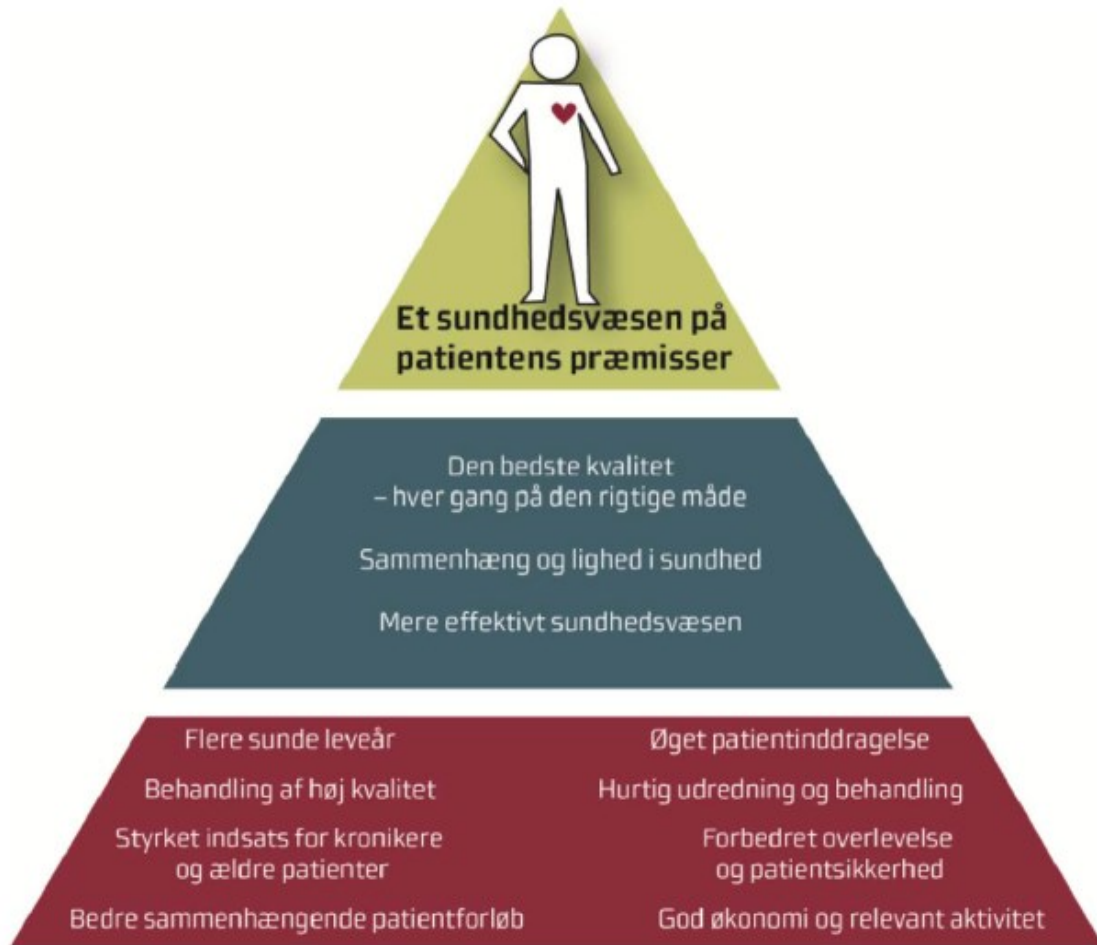 Et sundhedsvæsen på
patientens præmisser
Den bedste kvalitet
– hver gang på den rigtige måde
Sammenhæng og lighed i sundhed
Mere effektivt sundhedsvæsen
Flere sunde leveår
Behandling af høj kvalitet
Styrket indsats for kronikere
og ældre patienter
Bedre sammenhængende patientforløb
Øget patientinddragelse
Hurtig udredning og behandling
Forbedret overlevelse
og patientsikkerhed
God økonomi og relevant aktivitet